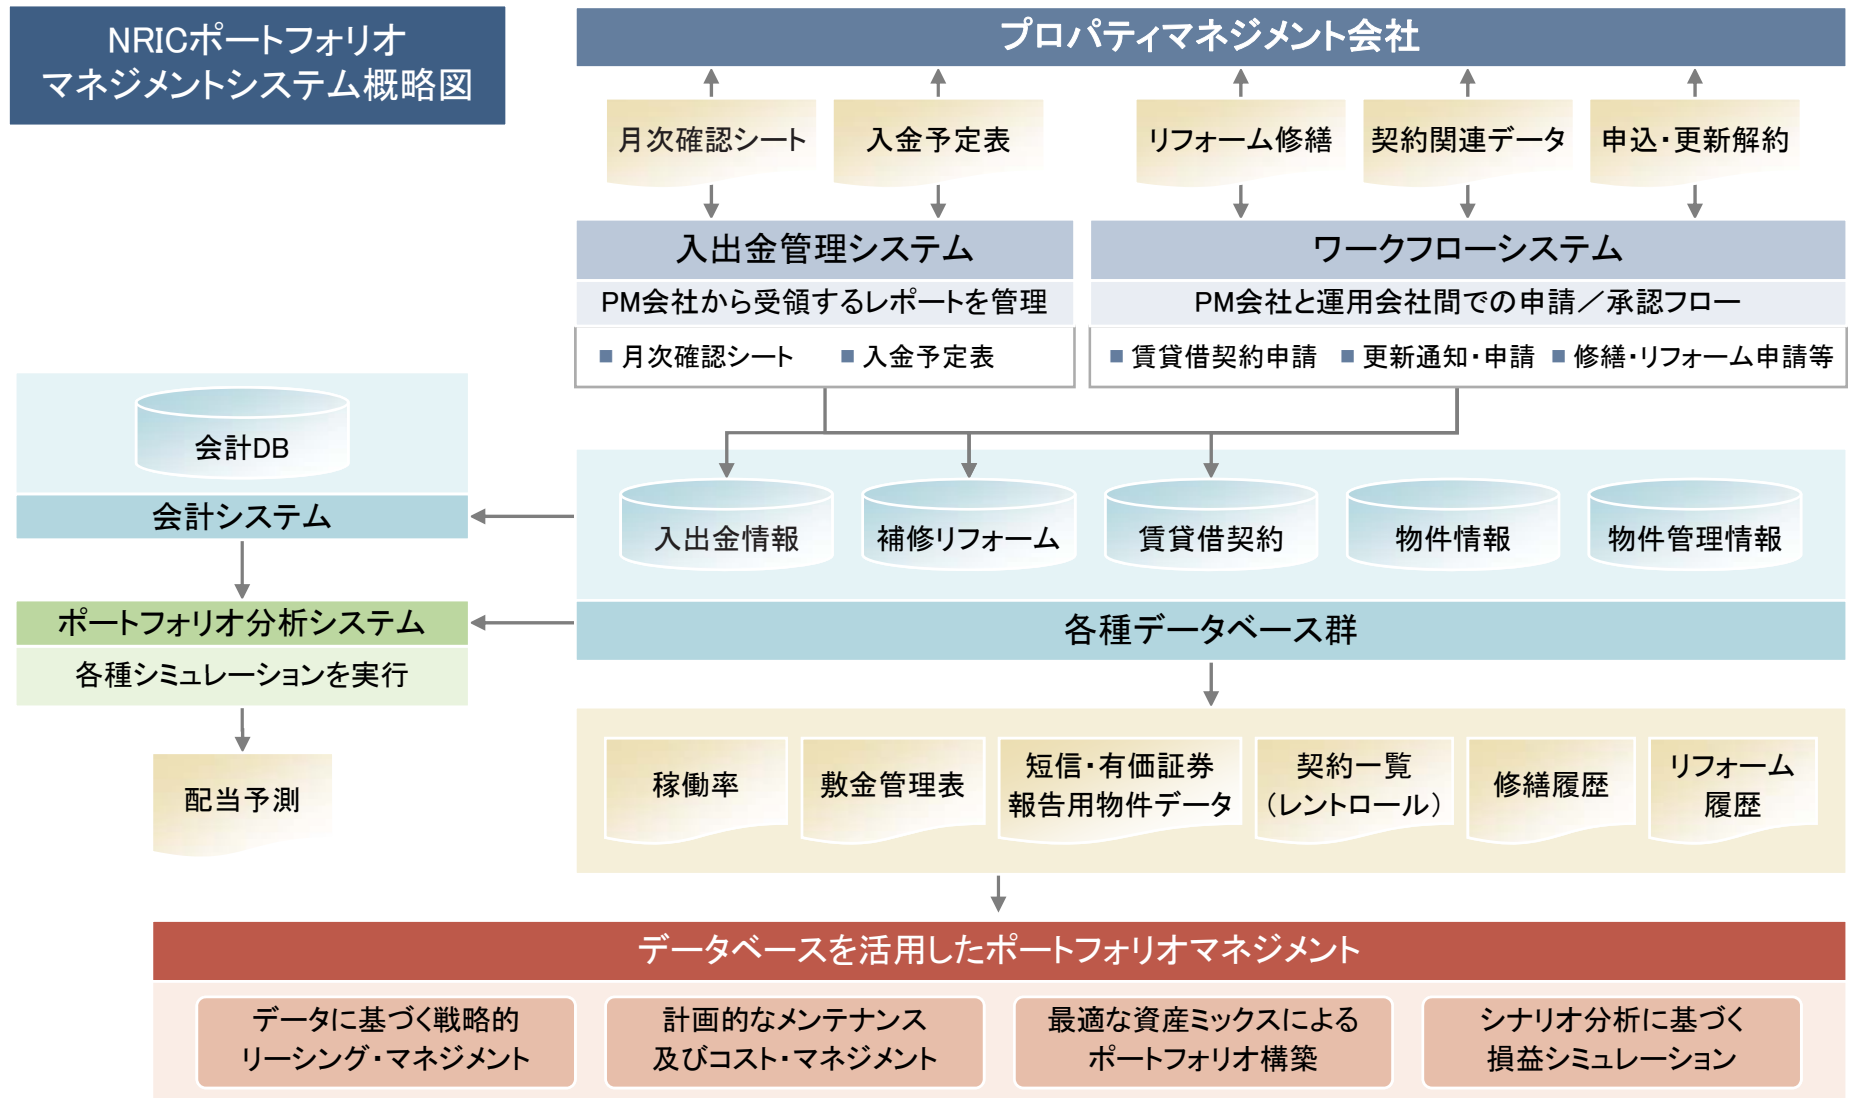 NRICポートフォリオ
マネジメントシステム概略図
プロパティマネジメント会社
月次確認シート
入金予定表
リフォーム修繕
契約関連データ
申込・更新解約
入出金管理システム
PM会社から受領するレポートを管理
■ 月次確認シート ■ 入金予定表
ワークフローシステム
PM会社と運用会社間での申請／承認フロー
■ 賃貸借契約申請 ■ 更新通知・申請 ■ 修繕・リフォーム申請等
会計DB
会計システム
入出金情報
補修リフォーム
賃貸借契約
物件情報
物件管理情報
各種データベース群
ポートフォリオ分析システム
各種シミュレーションを実行
配当予測
稼働率
敷金管理表
短信・有価証券
報告用物件データ
契約一覧
（レントロール）
修繕履歴
リフォーム
履歴
データベースを活用したポートフォリオマネジメント
データに基づく戦略的
リーシング・マネジメント
計画的なメンテナンス
及びコスト・マネジメント
最適な資産ミックスによる
ポートフォリオ構築
シナリオ分析に基づく
損益シミュレーション